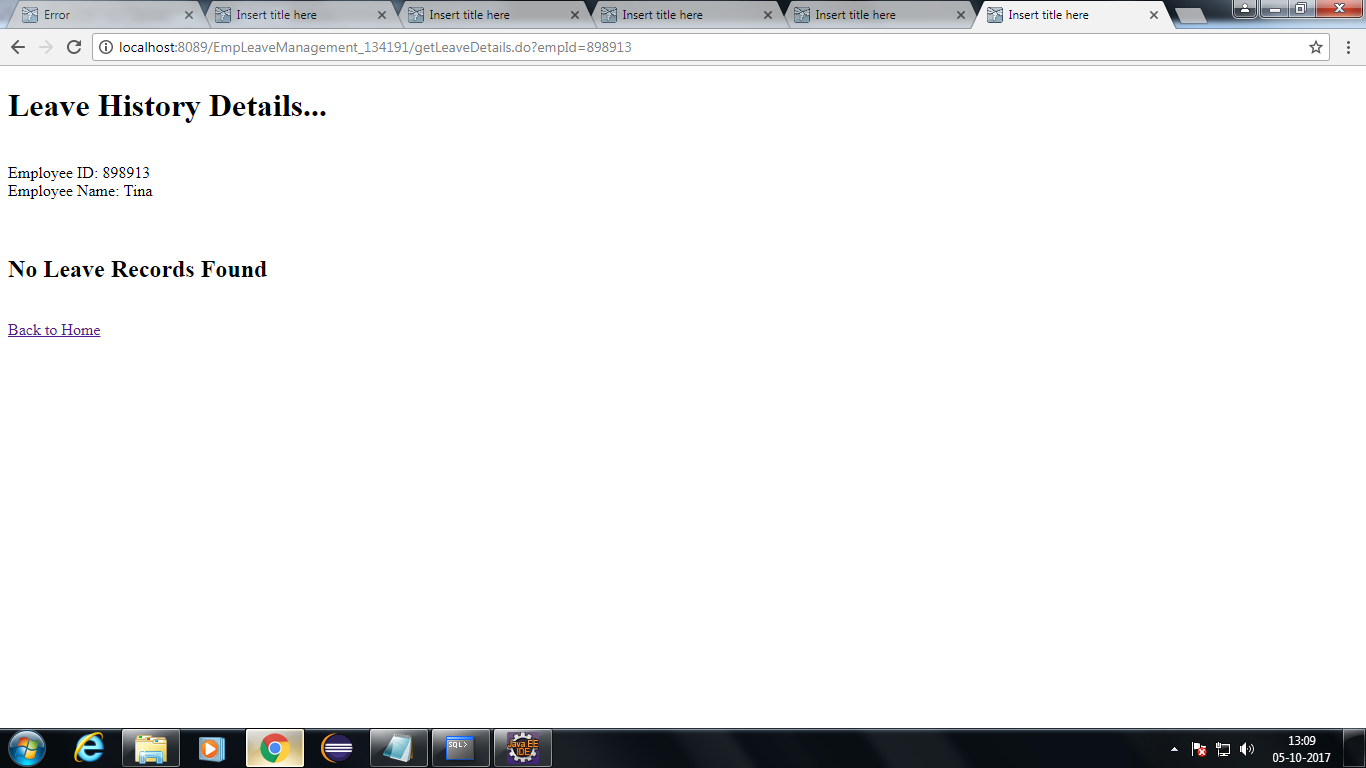 Error
Insert title here
Insert title here
Insert title here
Insert title here
Insert title here
localhost:8089/EmpLeaveManagement_134191/getLeaveDetails.do?empId=898913
Leave History Details...
Employee ID: 898913
Employee Name: Tina
No Leave Records Found
Back to Home
SQL>
Java EE
IDE
13:09
05-10-2017